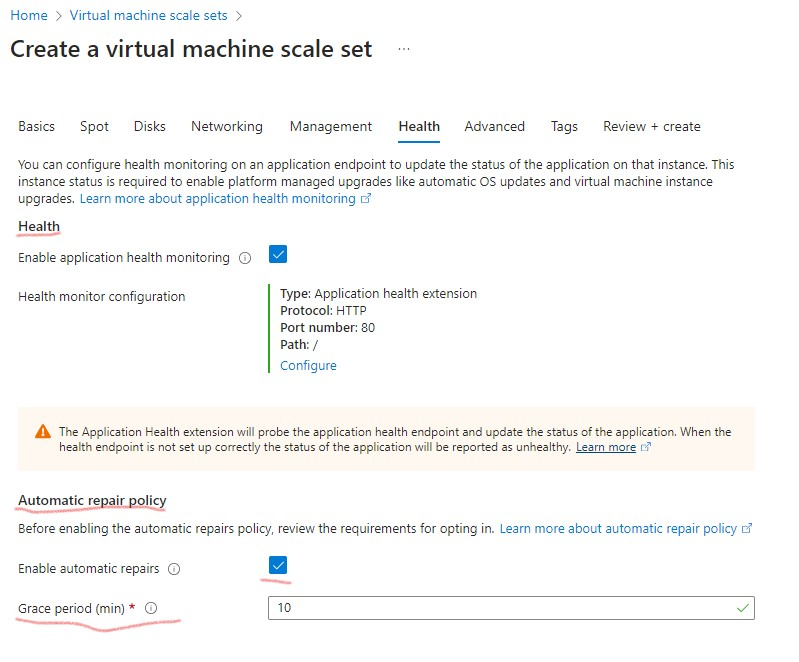 Home > Virtual machine scale sets >
Create a virtual machine scale set ...
Basics Spot Disks Networking Management Health Advanced Tags Review + create
You can configure health monitoring on an application endpoint to update the status of the application on that instance. This
instance status is required to enable platform managed upgrades like automatic OS updates and virtual machine instance
upgrades. Learn more about application health monitoring
Health
Enable application health monitoring
Health monitor configuration
Type: Application health extension
Protocol: HTTP
Port number: 80
Path: /
Configure
The Application Health extension will probe the application health endpoint and update the status of the application. When the
health endpoint is not set up correctly the status of the application will be reported as unhealthy. Learn more
Automatic repair policy
Before enabling the automatic repairs policy, review the requirements for opting in. Learn more about automatic repair policy
Enable automatic repairs
Grace period (min) * 10